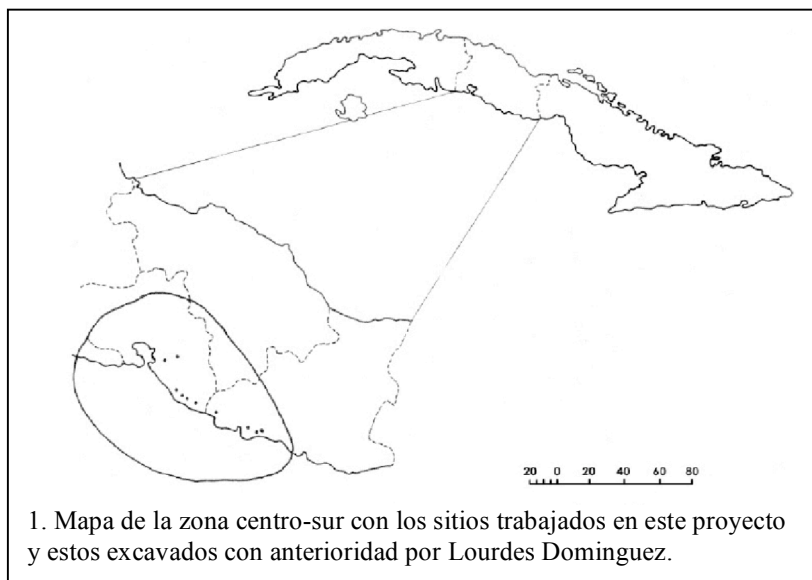 20 0 20 40 60 80
1. Mapa de la zona centro-sur con los sitios trabajados en este proyecto
y estos excavados con anterioridad por Lourdes Dominguez.